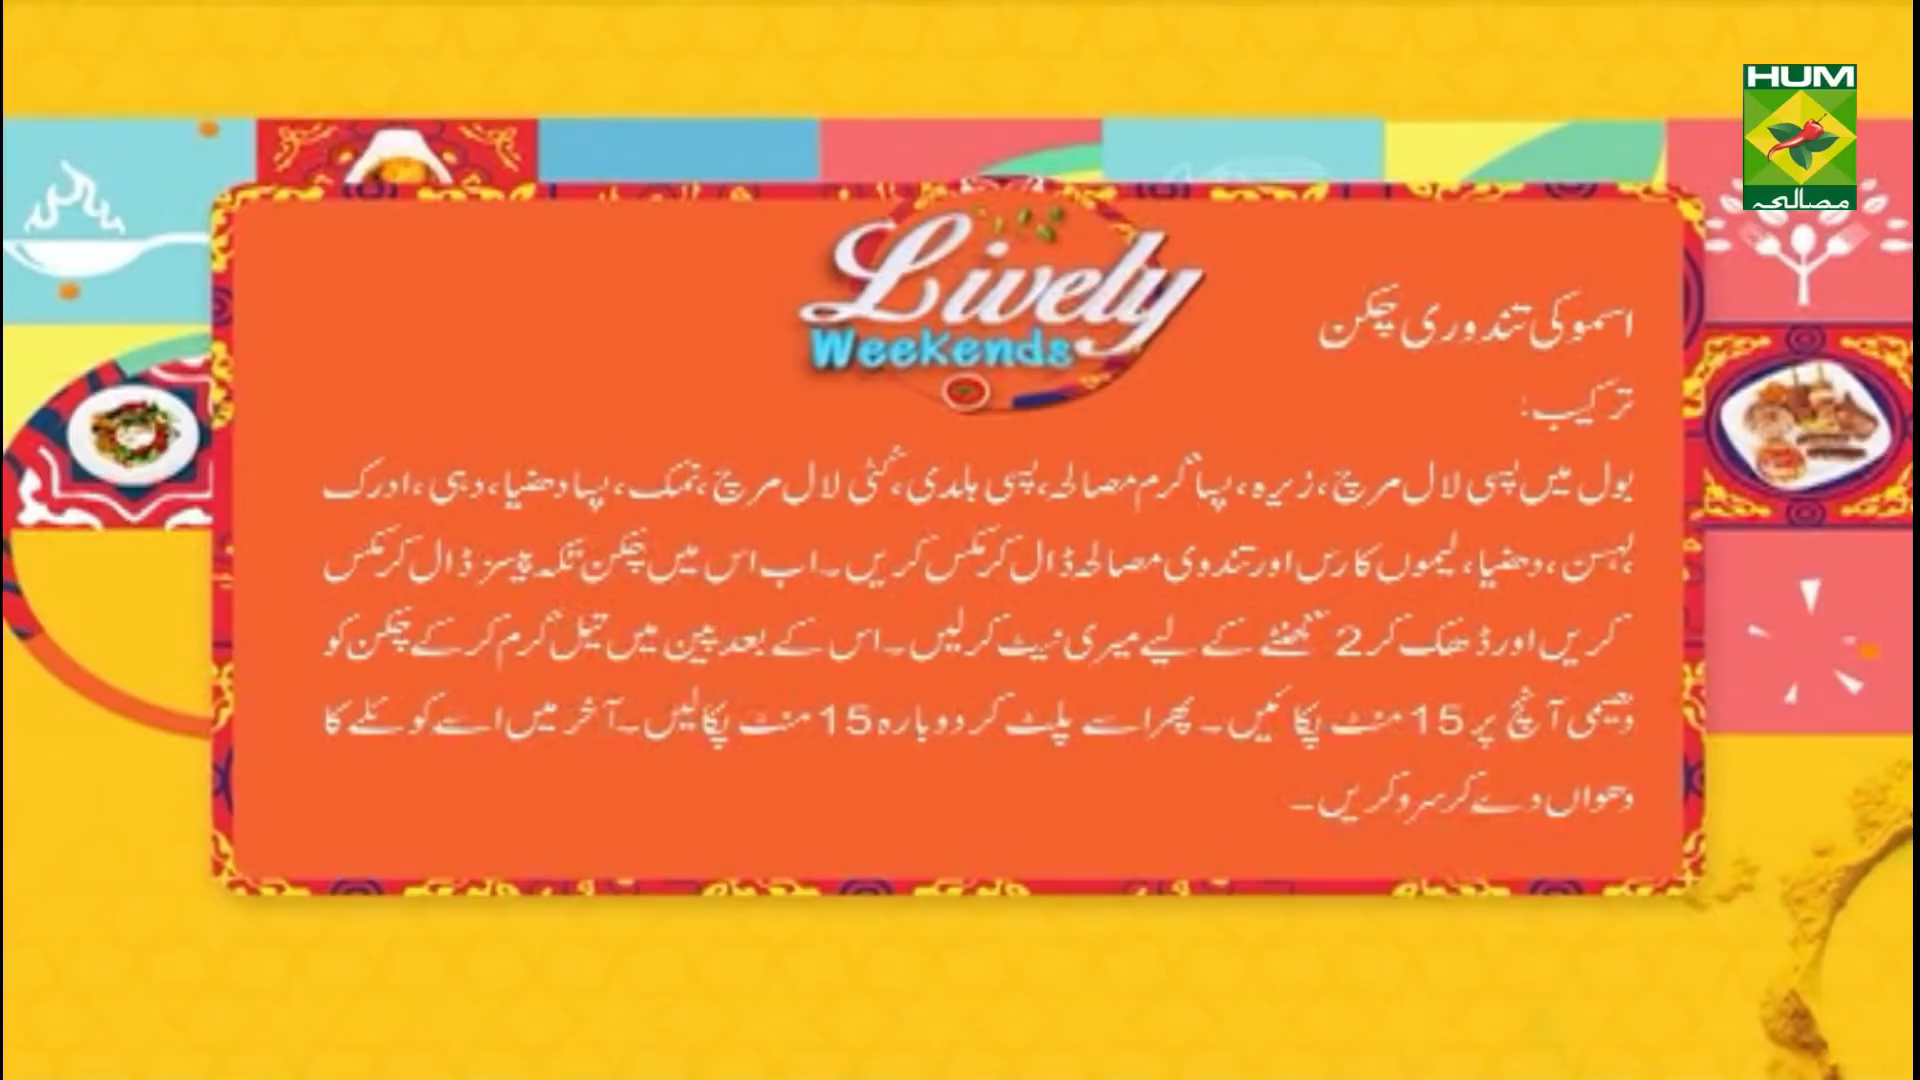 HUM
مصالحہ
Lively
Weekends
اسموکی تندوری چکن
ترکیب:
بول میں پسی لال مرچ، زیرہ، پسا گرم مصالحہ، پسی ہلدی، کٹی لال مرچ، نمک، پسا دھنیا، دہی، ادرک
لہسن، دھنیا، لیموں کا رس اور تندوی مصالحہ ڈال کر مکس کریں۔ اب اس میں چکن تکہ پیسز ڈال کر مکس
کریں اور ڈھک کر 2 گھنٹے کے لیے میری نیٹ کرلیں۔ اس کے بعد پین میں تیل گرم کرکے چکن کو
دھیمی آنچ پر 15 منٹ پکائیں۔ پھر اسے پلٹ کر دوبارہ 15 منٹ پکالیں۔ آخر میں اسے کوئلے کا
دھواں دے کر سرو کریں۔